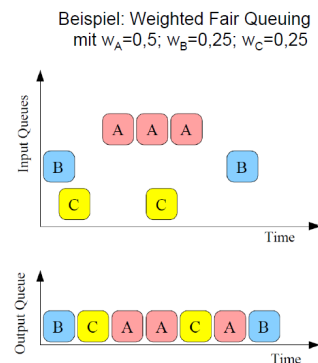 Beispiel: Weighted Fair Queuing
mit wA=0,5; wB=0,25; wC=0,25
Input Queues
A A A
B B
C C
Time
Output Queue
B C A A C A B
Time